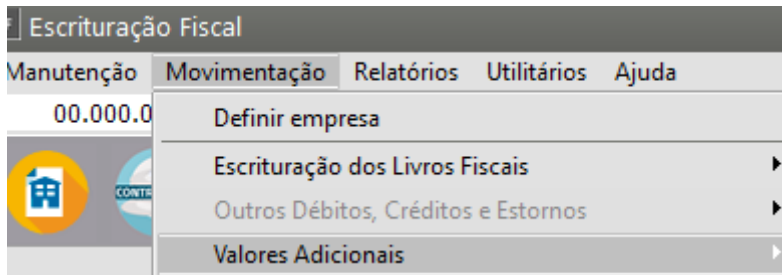 Escrituração Fiscal
Manutenção Movimentação Relatórios Utilitários Ajuda
00.000.0
Definir empresa
Escrituração dos Livros Fiscais
CONTR
Outros Débitos, Créditos e Estornos
Valores Adicionais